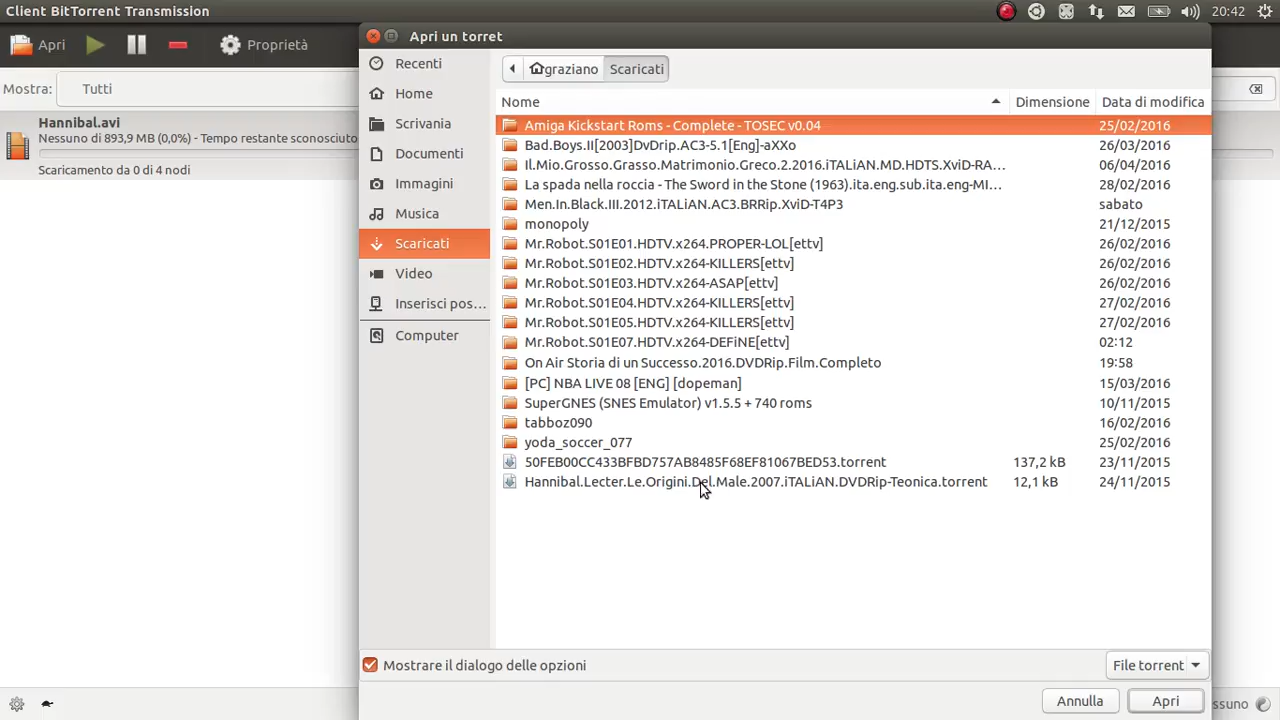 Client BitTorrent Transmission
20:42
Apri
Proprietà
Mostra:
Tutti
Hannibal.avi
Nessuno di 893,9 MB (0,0%) - Tempo restante sconosciuto
Scaricamento da 0 di 4 nodi
Apri un torret
Recenti
Home
Scrivania
Documenti
Immagini
Musica
Scaricati
Video
Inserisci pos...
Computer
graziano
Scaricati
Nome Dimensione Data di modifica
Amiga Kickstart Roms - Complete - TOSEC v0.04 25/02/2016
Bad.Boys.II[2003]DvDrip.AC3-5.1[Eng]-aXXo 26/03/2016
Il.Mio.Grosso.Grasso.Matrimonio.Greco.2.2016.iTALiAN.MD.HDTS.XviD-RA... 06/04/2016
La spada nella roccia - The Sword in the Stone (1963).ita.eng.sub.ita.eng-MI... 28/02/2016
Men.In.Black.III.2012.iTALiAN.AC3.BRRip.XviD-T4P3 sabato
monopoly 21/12/2015
Mr.Robot.S01E01.HDTV.x264.PROPER-LOL[ettv] 26/02/2016
Mr.Robot.S01E02.HDTV.x264-KILLERS[ettv] 26/02/2016
Mr.Robot.S01E03.HDTV.x264-ASAP[ettv] 26/02/2016
Mr.Robot.S01E04.HDTV.x264-KILLERS[ettv] 27/02/2016
Mr.Robot.S01E05.HDTV.x264-KILLERS[ettv] 27/02/2016
Mr.Robot.S01E07.HDTV.x264-DEFiNE[ettv] 02:12
On Air Storia di un Successo.2016.DVDRip.Film.Completo 19:58
[PC] NBA LIVE 08 [ENG] [dopeman] 15/03/2016
SuperGNES (SNES Emulator) v1.5.5 + 740 roms 10/11/2015
tabboz090 16/02/2016
yoda_soccer_077 25/02/2016
50FEB00CC433BFBD757AB8485F68EF81067BED53.torrent 137,2 kB 23/11/2015
Hannibal.Lecter.Le.Origini.Del.Male.2007.iTALiAN.DVDRip-Teonica.torrent 12,1 kB 24/11/2015
Mostrare il dialogo delle opzioni
File torrent
Annulla
Apri
ssuno